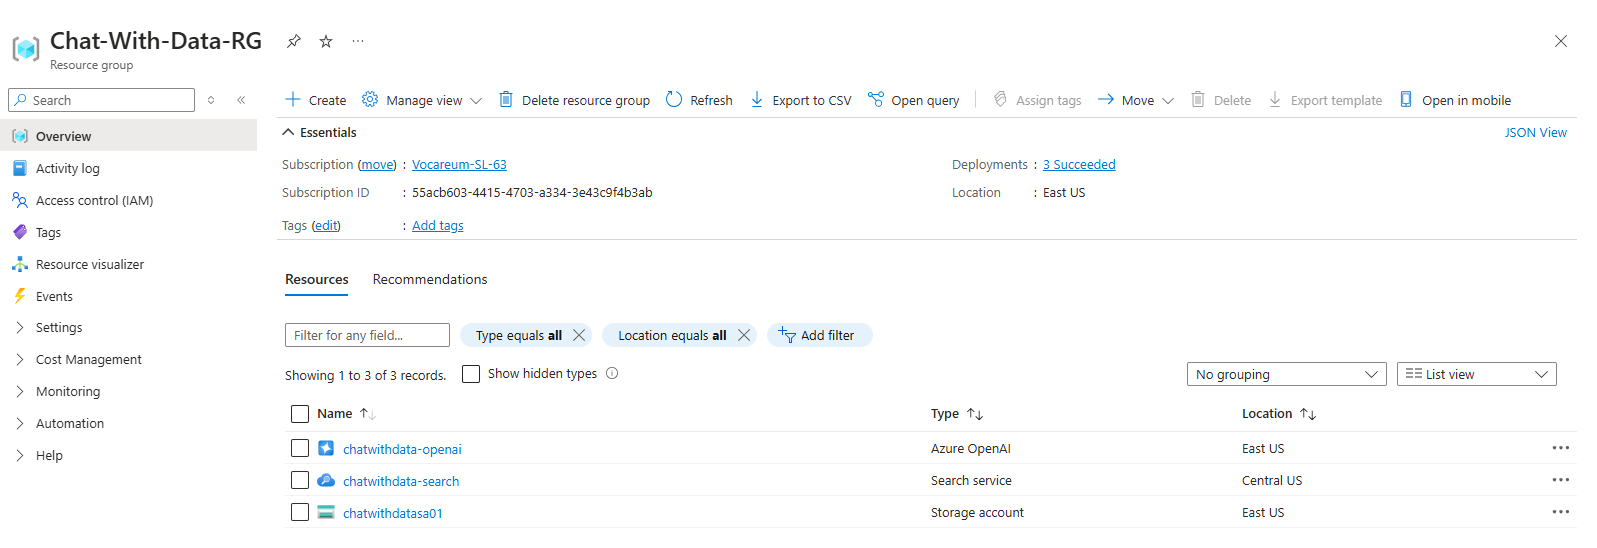 Chat-With-Data-RG
Resource group
Search
Overview
Activity log
Access control (IAM)
Tags
Resource visualizer
Events
Settings
Cost Management
Monitoring
Automation
Help
Create Manage view Delete resource group Refresh Export to CSV Open query Assign tags Move Delete Export template Open in mobile
Essentials JSON View
Subscription (move) : Vocareum-SL-63 Deployments : 3 Succeeded
Subscription ID : 55acb603-4415-4703-a334-3e43c9f4b3ab Location : East US
Tags (edit) : Add tags
Resources Recommendations
Filter for any field... Type equals all Location equals all Add filter
Showing 1 to 3 of 3 records. Show hidden types No grouping List view
Name Type Location
chatwithdata-openai Azure OpenAI East US
chatwithdata-search Search service Central US
chatwithdatasa01 Storage account East US